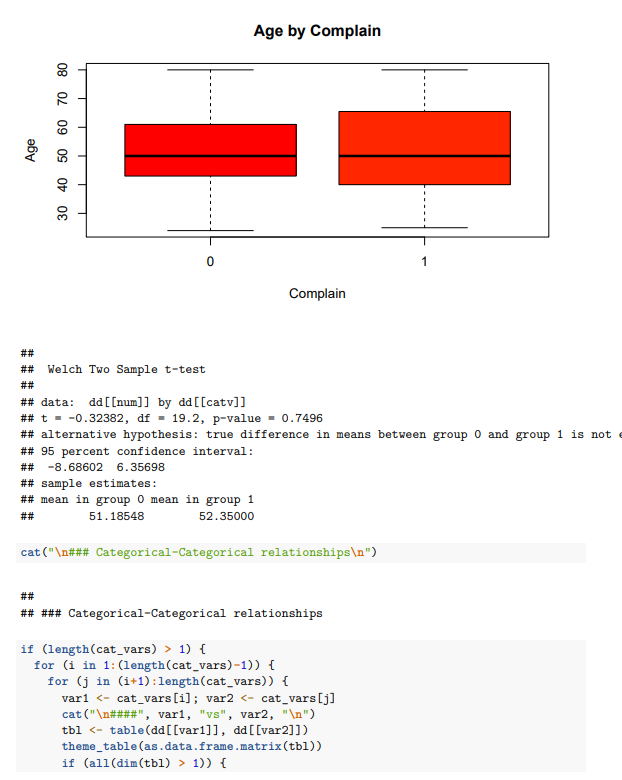 Age by Complain
80
70
60
50
40
30
Age
0 1
Complain
##
##  Welch Two Sample t-test
##
## data:  dd[[num]] by dd[[catv]]
## t = -0.32382, df = 19.2, p-value = 0.7496
## alternative hypothesis: true difference in means between group 0 and group 1 is not
## 95 percent confidence interval:
##  -8.68602  6.35698
## sample estimates:
## mean in group 0 mean in group 1
##        51.18548        52.35000
cat("\n### Categorical-Categorical relationships\n")
##
## ### Categorical-Categorical relationships
if (length(cat_vars) > 1) {
  for (i in 1:(length(cat_vars)-1)) {
    for (j in (i+1):length(cat_vars)) {
      var1 <- cat_vars[i]; var2 <- cat_vars[j]
      cat("\n####", var1, "vs", var2, "\n")
      tbl <- table(dd[[var1]], dd[[var2]])
      theme_table(as.data.frame.matrix(tbl))
      if (all(dim(tbl) > 1)) {